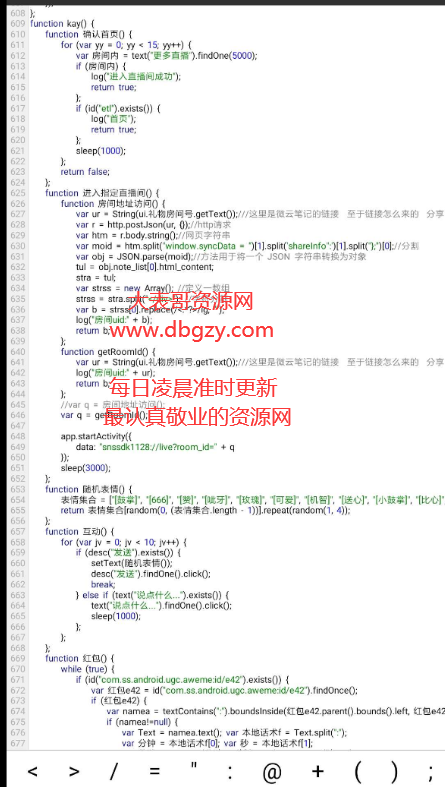 608 };
609 function kay() {
610 function 确认首页() {
611 for (var yy = 0; yy < 15; yy++) {
612 var 房间内 = text("更多直播").findOne(5000);
613 if (房间内) {
614 log("进入直播间成功");
615 return true;
616 };
617 if (id("etl").exists()) {
618 log("首页");
619 return true;
620 };
621 sleep(1000);
622 };
623 return false;
624 };
625 function 进入指定直播间() {
626 function 房间地址访问() {
627 var ur = String(ui.礼物房间号.getText());///这里是微云笔记的链接 至于链接怎么来的 分享
628 var r = http.postJson(ur, {});//http请求
629 var htm = r.body.string();//网页字符串
630 var moid = htm.split("window.syncData = ")[1].split('shareInfo":')[1].split("};")[0];//分割
631 var obj = JSON.parse(moid);//方法用于将一个 JSON 字符串转换为对象
632 tul = obj.note_list[0].html_content;
633 stra = tul;
634 var strss = new Array(); //定义一数组
635 strss = stra.split(
636 var b = strss[0].replace(/<.
637 log("房间uid:" + b);
638 return b;
639 };
640 function getRoomId() {
641 var ur = String(ui.礼物房间号.getText());///这里是微云笔记的链接 至于链接怎么来的 分享
642 log("房间uid:" + ur);
643 return b;
644 };
645 //var q = 房间地址访问();
646 var q = getRoomId();
647
648 app.startActivity({
649 data: "snssdk1128://live?room_id=" + q
650 });
651 sleep(3000);
652 };
653 function 随机表情() {
654 表情集合 = ["[鼓掌]", "[666]", "[赞]", "[呲牙]", "[玫瑰]", "[可爱]", "[机智]", "[送心]", "[小鼓掌]", "[比心]",
655 return 表情集合[random(0, (表情集合.length - 1))].repeat(random(1, 4));
656 };
657 function 互动() {
658 for (var jv = 0; jv < 10; jv++) {
659 if (desc("发送").exists()) {
660 setText(随机表情());
661 desc("发送").findOne().click();
662 break;
663 } else if (text("说点什么...").exists()) {
664 text("说点什么...").findOne().click();
665 sleep(1000);
666 };
667 };
668 };
669 function 红包() {
670 while (true) {
671 if (id("com.ss.android.ugc.aweme:id/e42").exists()) {
672 var 红包e42 = id("com.ss.android.ugc.aweme:id/e42").findOnce();
673 if (红包e42) {
674 var namea = textContains(":").boundsInside(红包e42.parent().bounds().left, 红包e4
675 if (namea!=null) {
676 var Text = namea.text(); var 本地话术f = Text.split(":");
677 var 分钟 = 本地话术f[0]; var 秒 = 本地话术f[1];
大表哥资源网
www.dbgzy.com
每日凌晨准时更新
最认真敬业的资源网
< > / = " : @ + ( ) ;